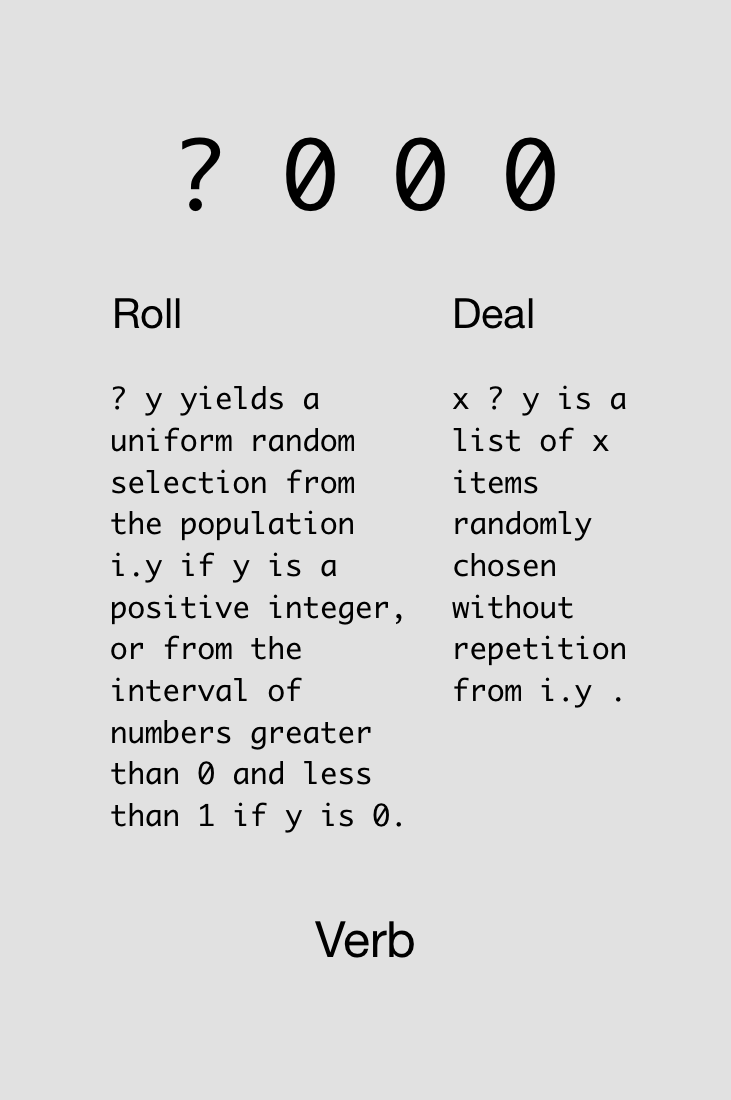 ? 0 0 0
Roll
? y yields a
uniform random
selection from
the population
i.y if y is a
positive integer,
or from the
interval of
numbers greater
than 0 and less
than 1 if y is 0.
Deal
x ? y is a
list of x
items
randomly
chosen
without
repetition
from i.y .
Verb